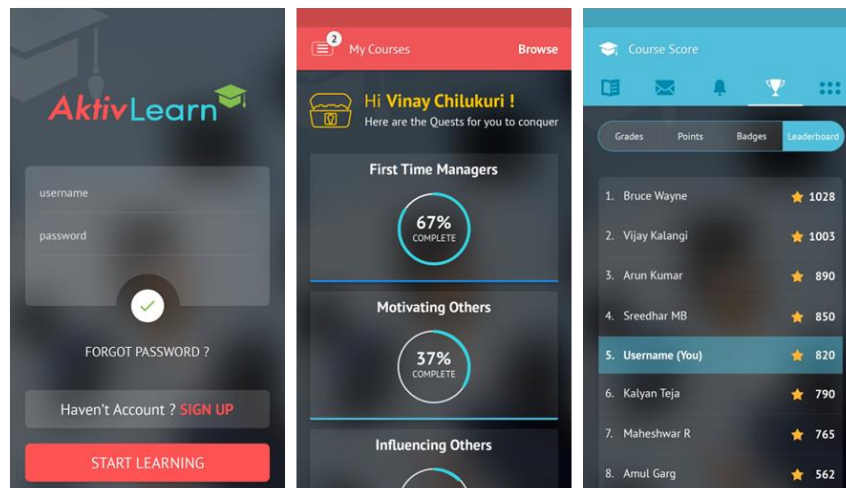 AktivLearn
username
password
FORGOT PASSWORD ?
Haven't Account ? SIGN UP
START LEARNING
2
My Courses Browse
Hi Vinay Chilukuri !
Here are the Quests for you to conquer
First Time Managers
67%
COMPLETE
Motivating Others
37%
COMPLETE
Influencing Others
Course Score
Grades Points Badges Leaderboard
1. Bruce Wayne 1028
2. Vijay Kalangi 1003
3. Arun Kumar 890
4. Sreedhar MB 850
5. Username (You) 820
6. Kalyan Teja 790
7. Maheshwar R 765
8. Amul Garg 562